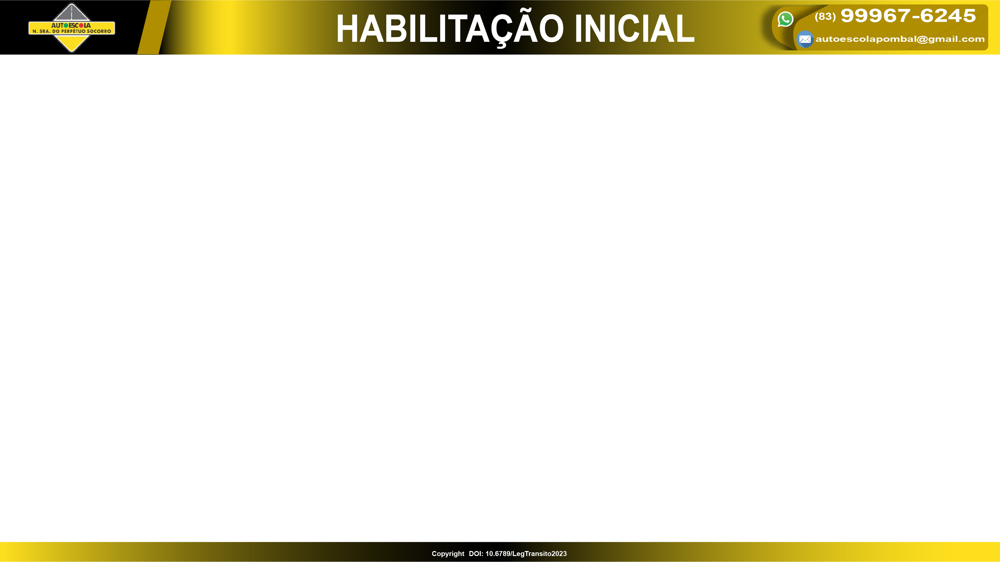 AUTOESCOLA
N. SRA. DO PERPÉTUO SOCORRO
HABILITAÇÃO INICIAL
(83) 99967-6245
autoescolapombal@gmail.com
Copyright DOI: 10.6789/LegTransito2023